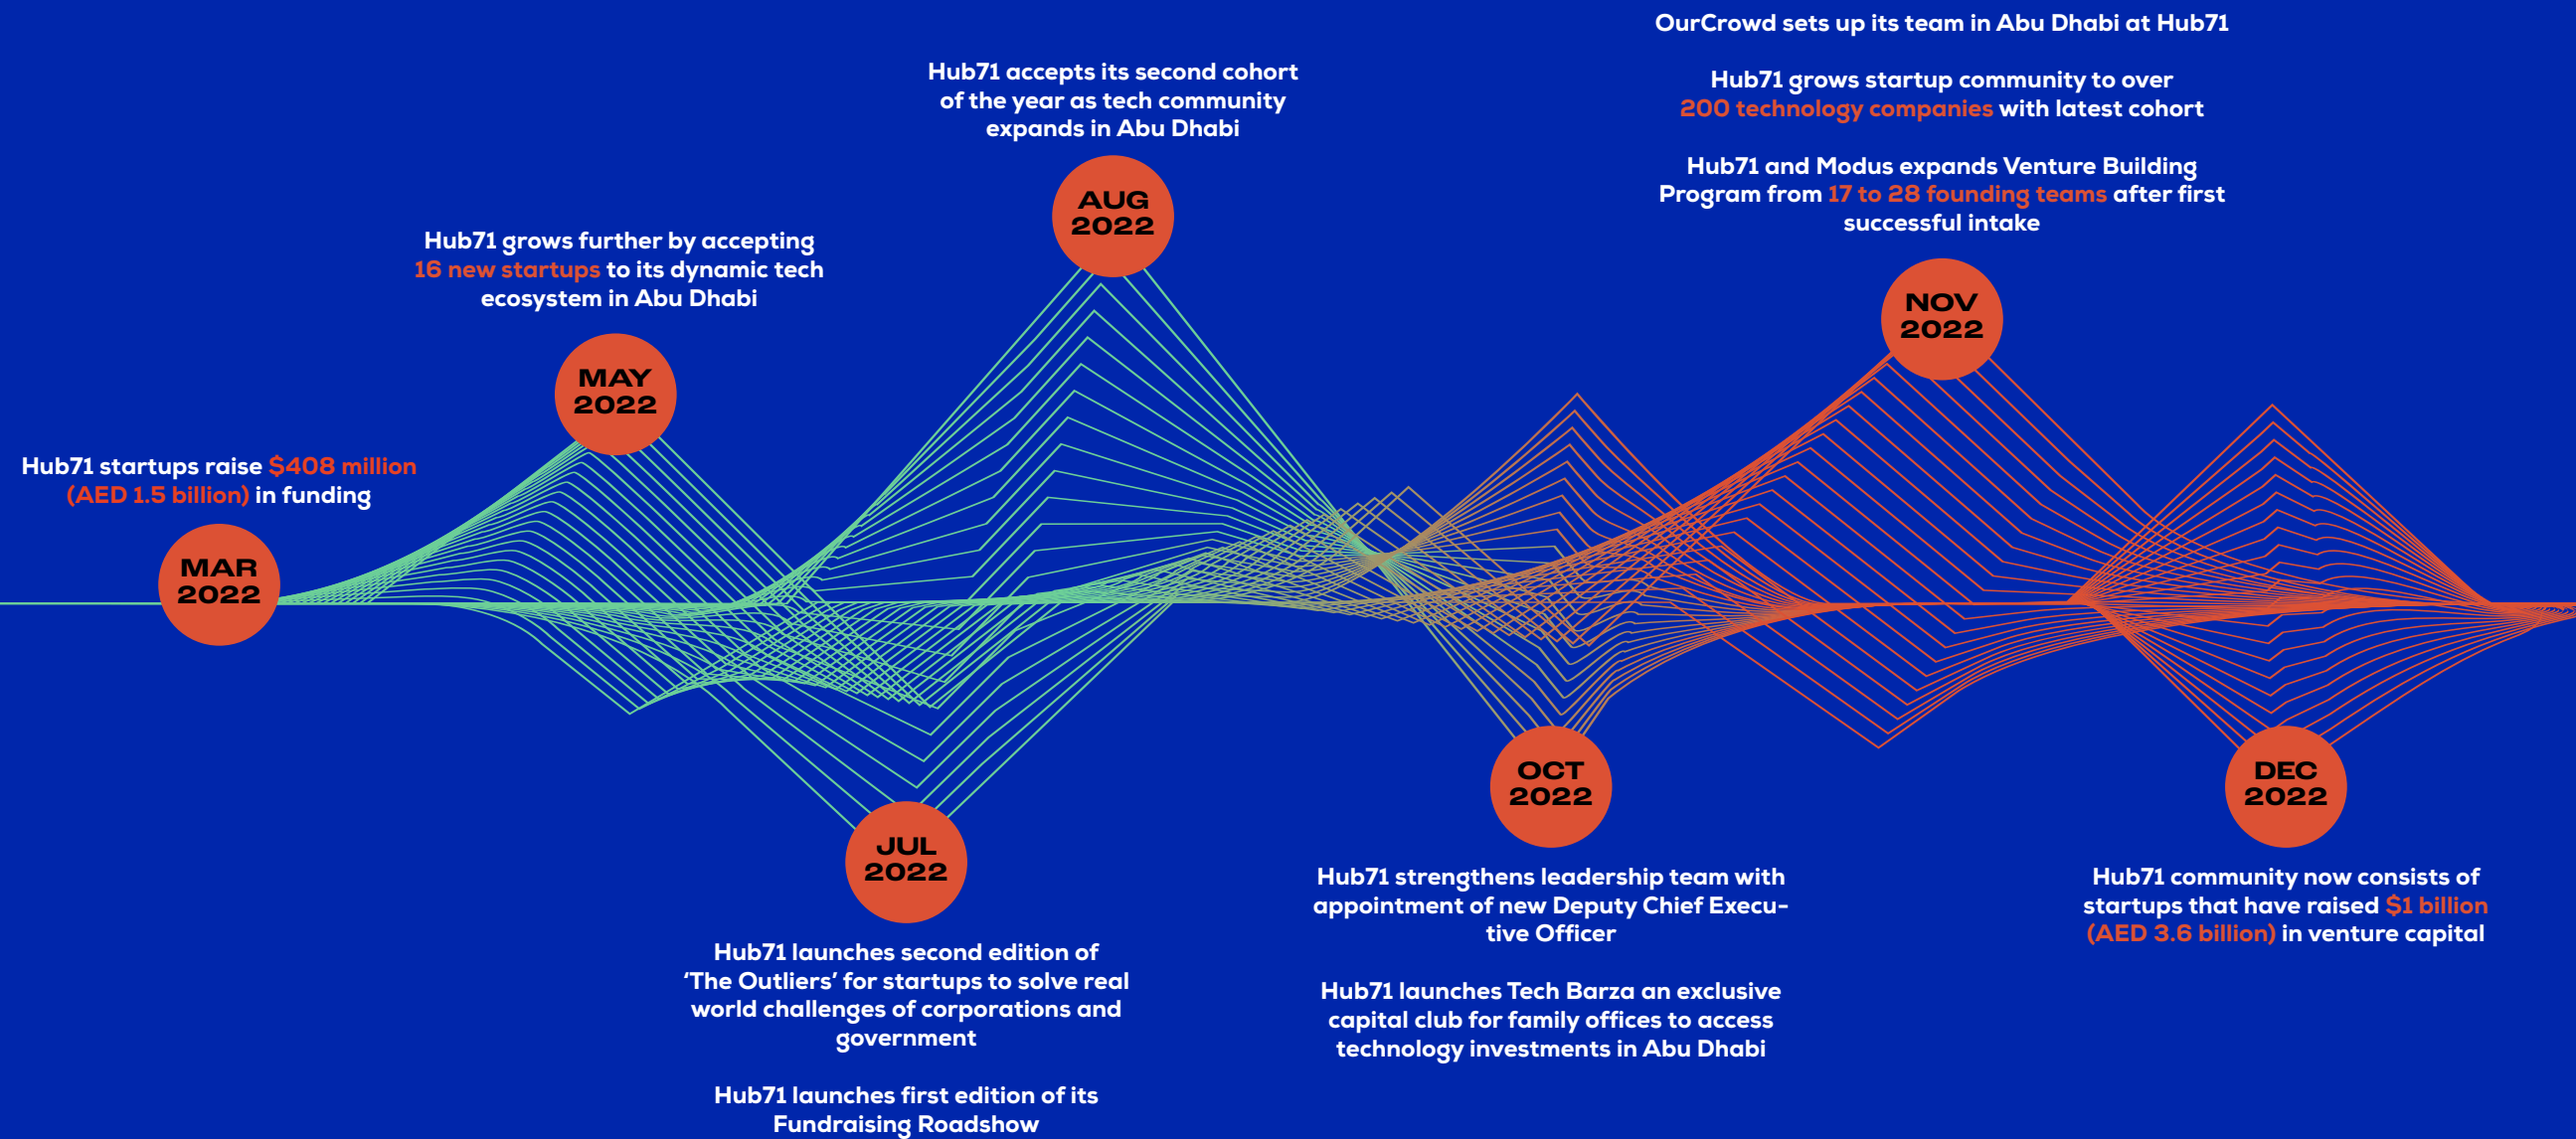 Hub71 startups raise $408 million
(AED 1.5 billion) in funding
MAR
2022
Hub71 grows further by accepting
16 new startups to its dynamic tech
ecosystem in Abu Dhabi
MAY
2022
JUL
2022
Hub71 launches second edition of
‘The Outliers’ for startups to solve real
world challenges of corporations and
government
Hub71 launches first edition of its
Fundraising Roadshow
Hub71 accepts its second cohort
of the year as tech community
expands in Abu Dhabi
AUG
2022
OCT
2022
Hub71 strengthens leadership team with
appointment of new Deputy Chief Execu-
tive Officer
Hub71 launches Tech Barza an exclusive
capital club for family offices to access
technology investments in Abu Dhabi
OurCrowd sets up its team in Abu Dhabi at Hub71
Hub71 grows startup community to over
200 technology companies with latest cohort
Hub71 and Modus expands Venture Building
Program from 17 to 28 founding teams after first
successful intake
NOV
2022
DEC
2022
Hub71 community now consists of
startups that have raised $1 billion
(AED 3.6 billion) in venture capital